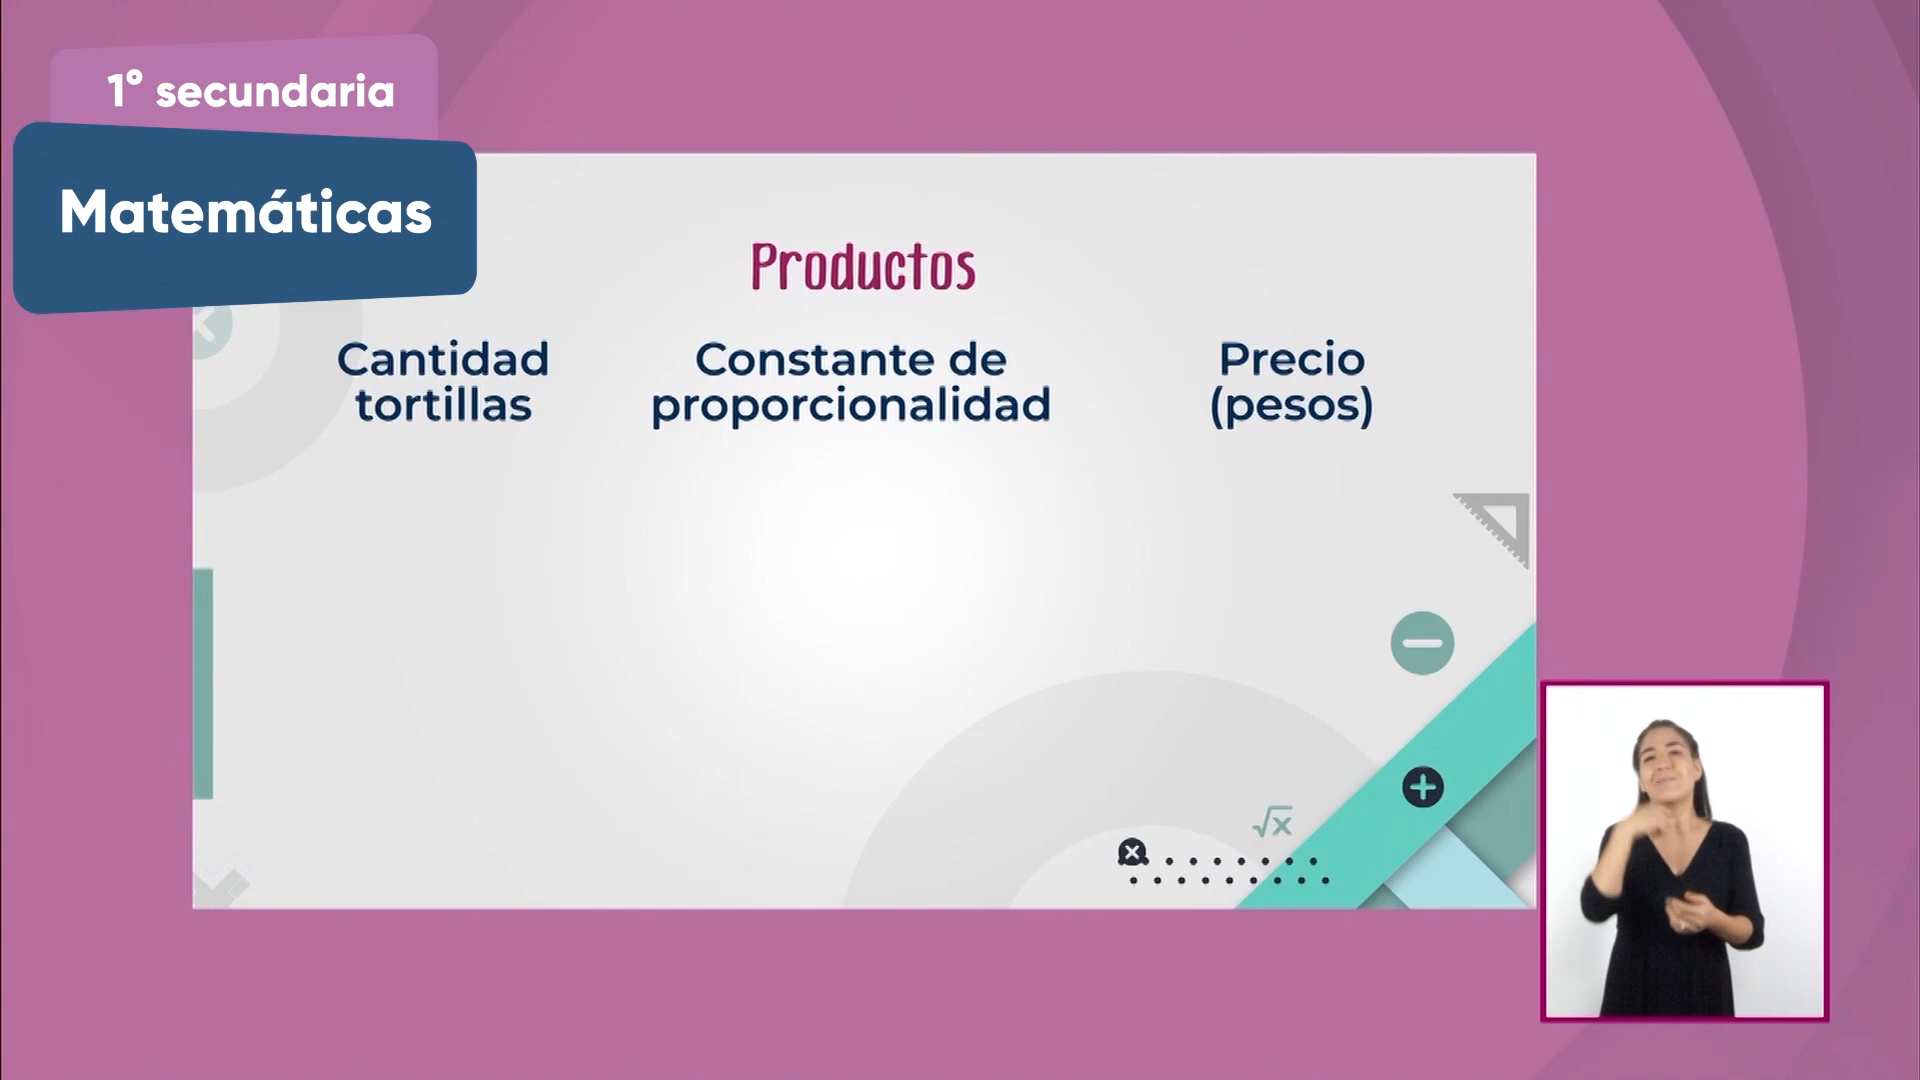 1° secundaria
Matemáticas
Productos
Cantidad
tortillas
Constante de
proporcionalidad
Precio
(pesos)
√x